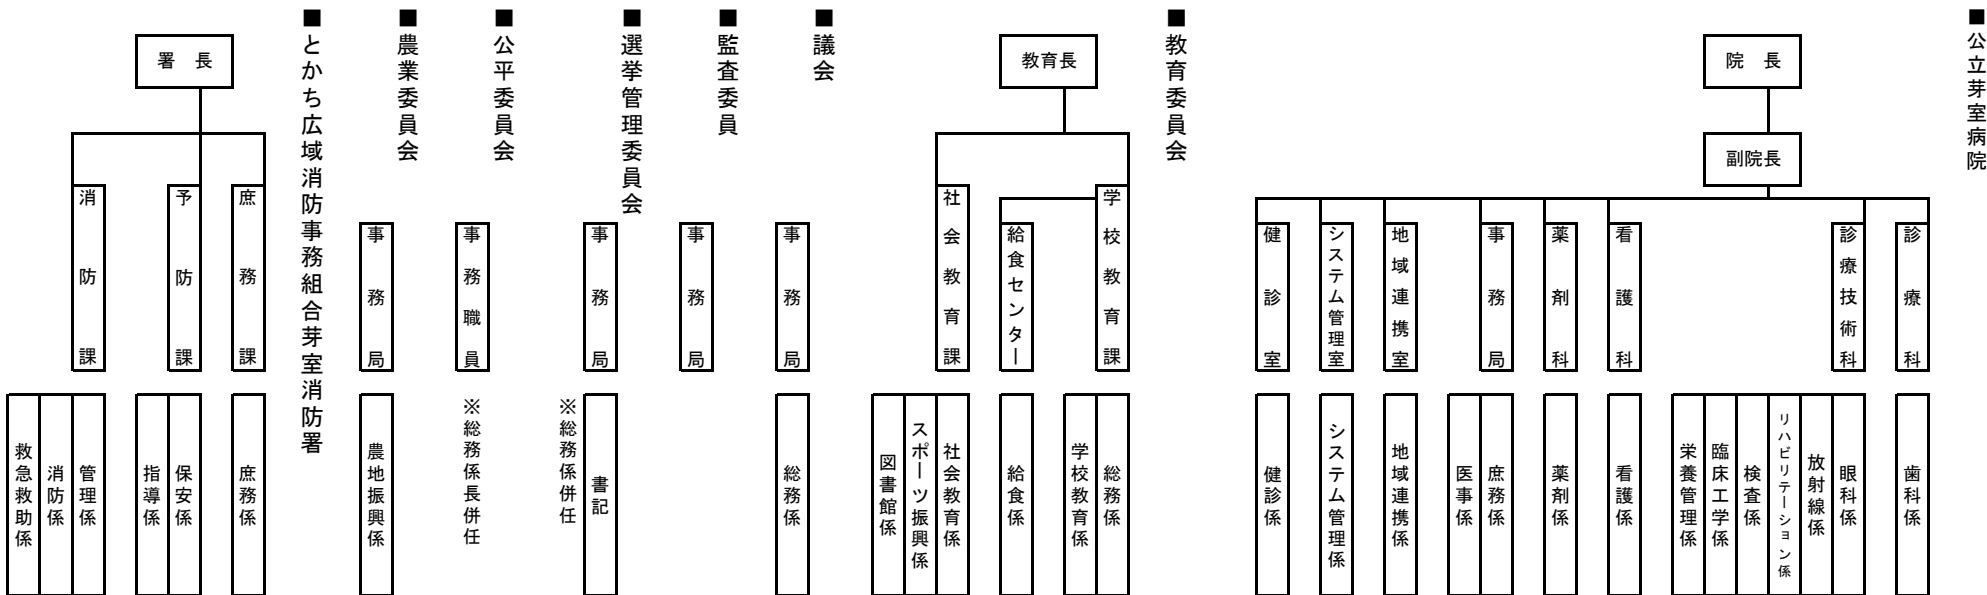 ■公立芽室病院
院　長
副院長
診療科
歯科係
診療技術科
眼科係
放射線係
リハビリテーション係
検査係
臨床工学係
栄養管理係
看護科
看護係
薬剤科
薬剤係
事務局
庶務係
医事係
地域連携室
地域連携係
システム管理室
システム管理係
健診室
健診係
■教育委員会
教育長
学校教育課
総務係
学校教育係
給食センター
給食係
社会教育課
社会教育係
スポーツ振興係
図書館係
■議会
事務局
総務係
■監査委員
事務局
■選挙管理委員会
事務局
書記
※総務係併任
■公平委員会
事務職員
※総務係長併任
■農業委員会
事務局
農地振興係
■とかち広域消防事務組合芽室消防署
署　長
庶務課
庶務係
予防課
保安係
指導係
消防課
管理係
消防係
救急救助係